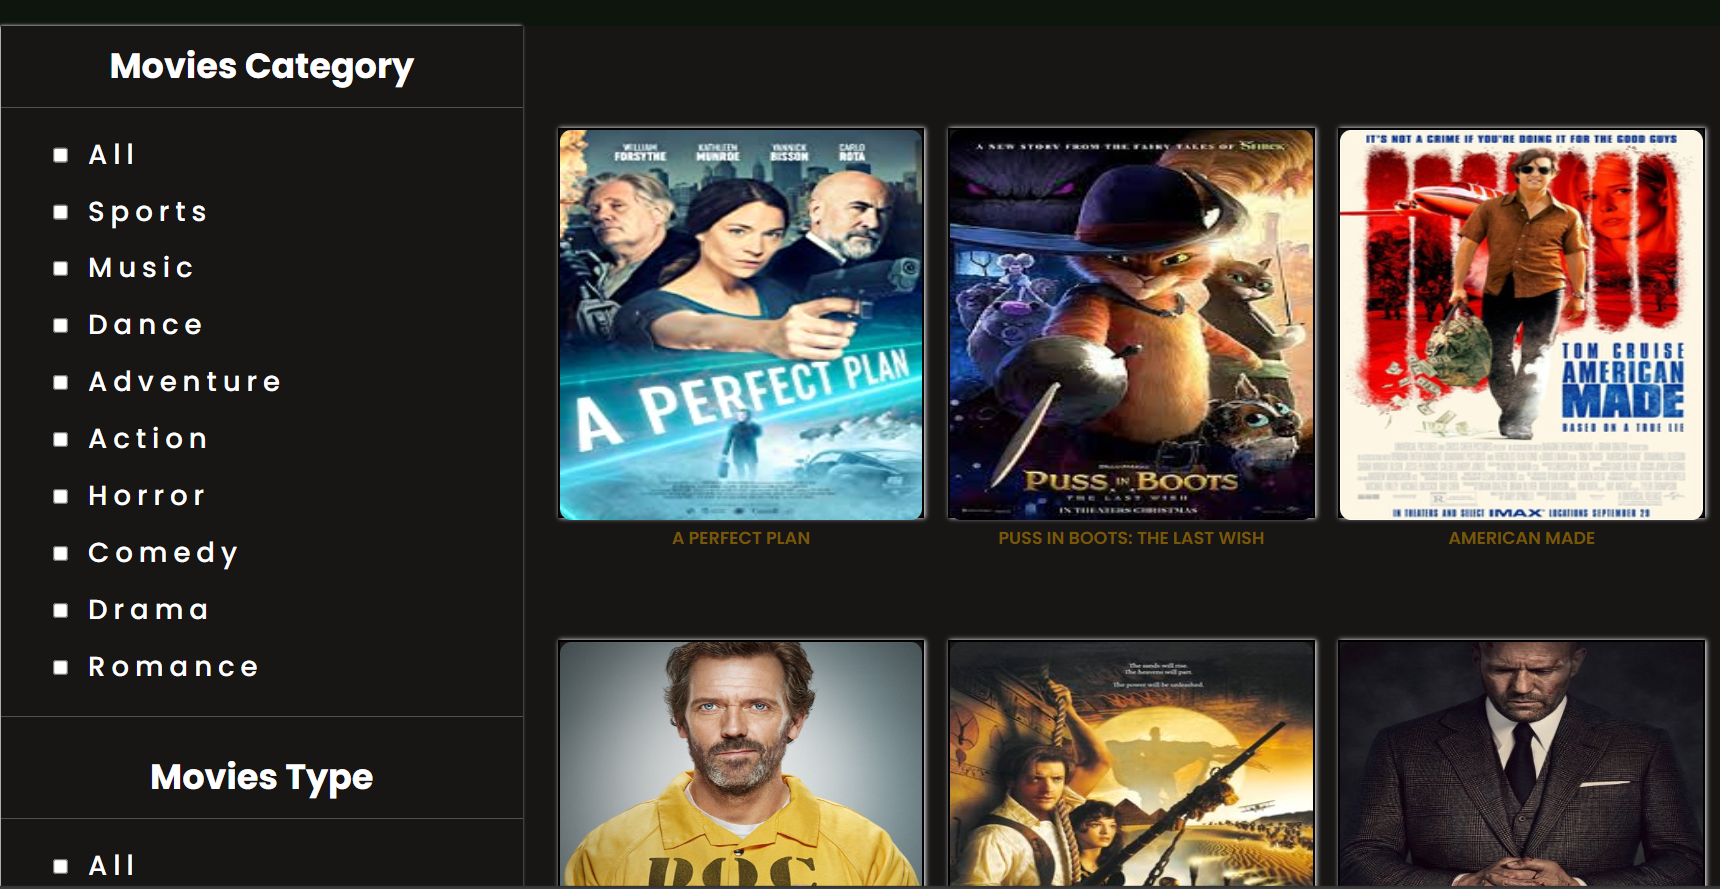 Movies Category
All
Sports
Music
Dance
Adventure
Action
Horror
Comedy
Drama
Romance
Movies Type
All
WILLIAM FORSYTHE
KATHLEEN MUNROE
YANNICK BISSON
CARLO ROTA
A PERFECT PLAN
A PERFECT PLAN
A NEW STORY FROM THE FAIRY TALES OF SHREK
PUSS IN BOOTS
THE LAST WISH
IN THEATERS CHRISTMAS
PUSS IN BOOTS: THE LAST WISH
IT'S NOT A CRIME IF YOU'RE DOING IT FOR THE GOOD GUYS
TOM CRUISE
AMERICAN
MADE
BASED ON A TRUE LIE
IN THEATERS AND SELECT IMAX LOCATIONS SEPTEMBER 29
AMERICAN MADE
The sands will rise.
The heavens will part.
The power will be unleashed.